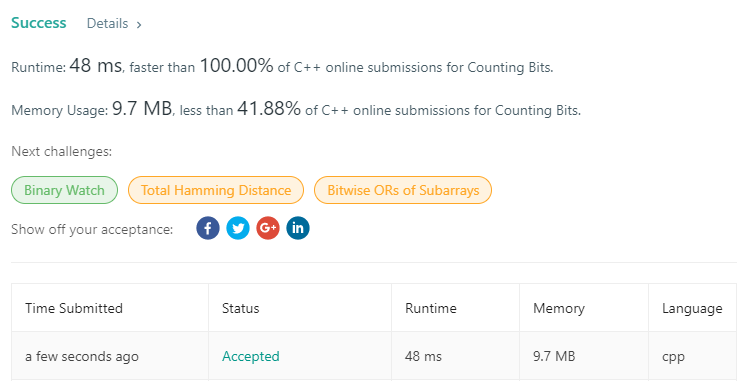 Success Details >
Runtime: 48 ms, faster than 100.00% of C++ online submissions for Counting Bits.
Memory Usage: 9.7 MB, less than 41.88% of C++ online submissions for Counting Bits.
Next challenges:
Binary Watch Total Hamming Distance Bitwise ORs of Subarrays
Show off your acceptance: f G+ in
Time Submitted Status Runtime Memory Language
a few seconds ago Accepted 48 ms 9.7 MB cpp